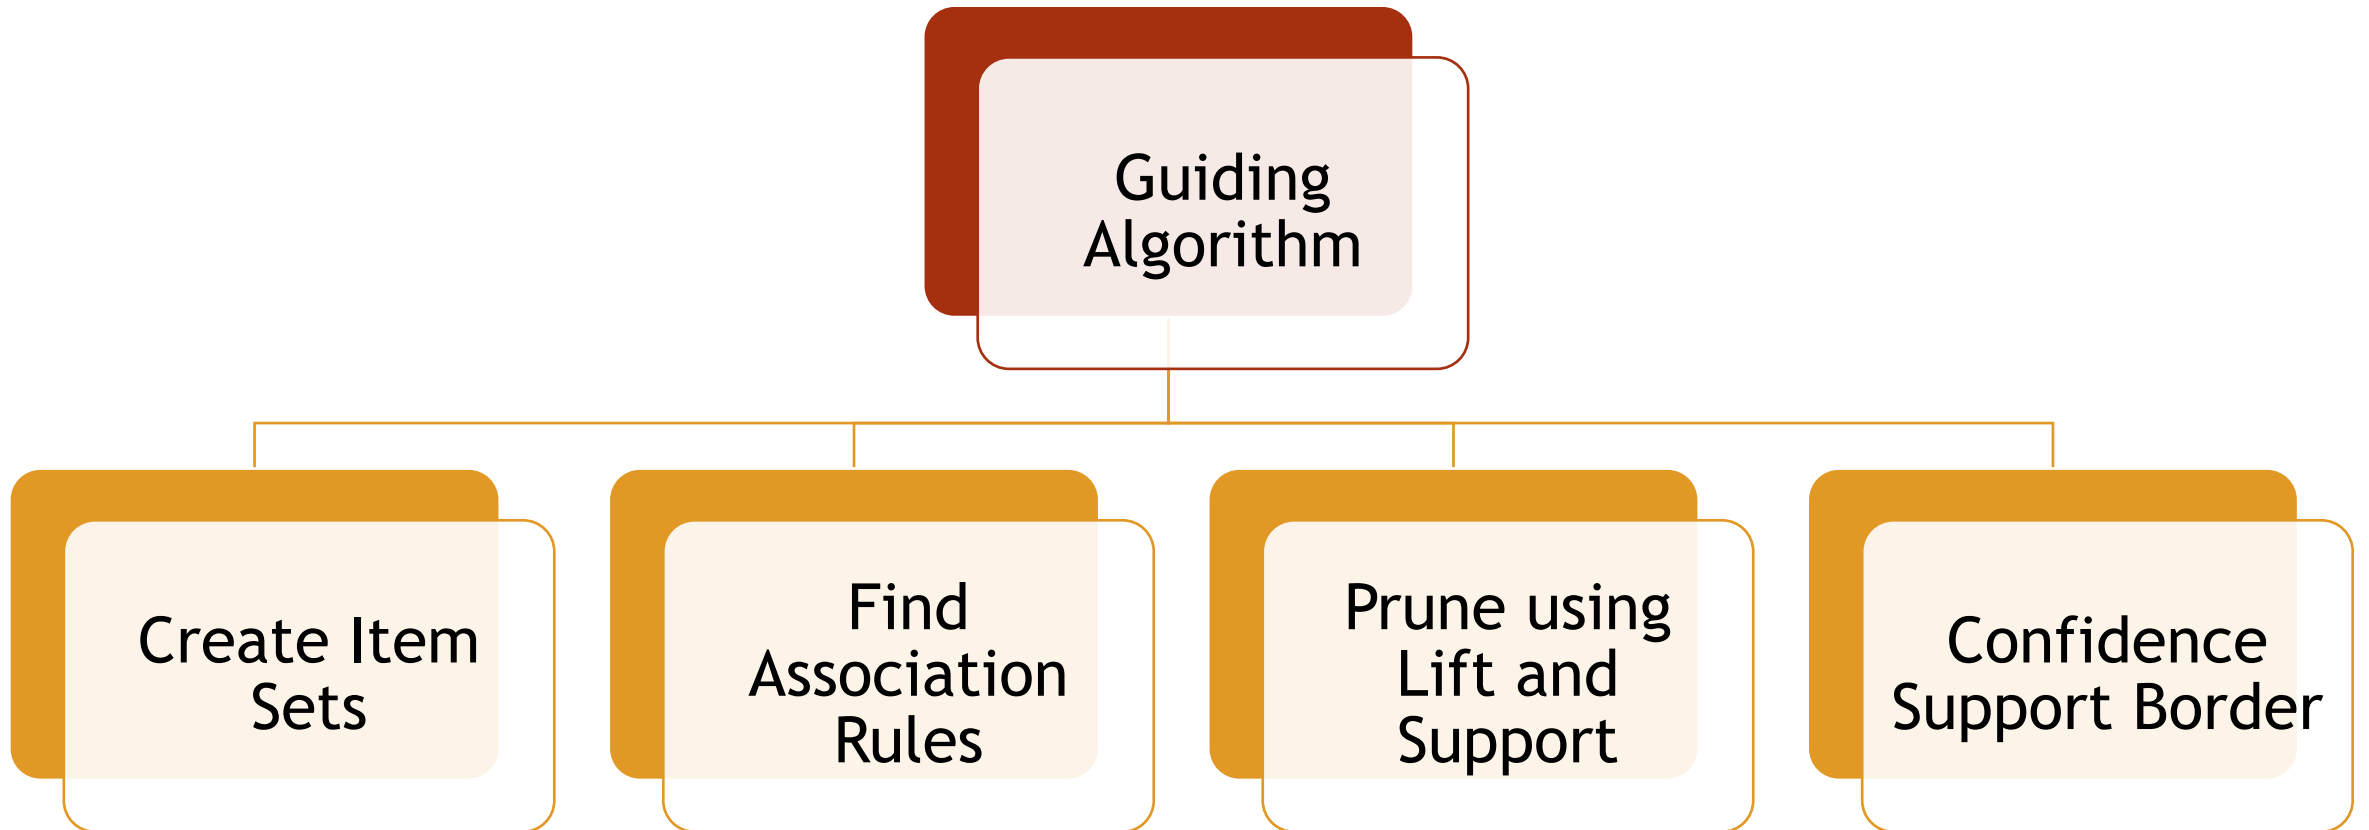 Guiding
Algorithm
Create Item
Sets
Find
Association
Rules
Prune using
Lift and
Support
Confidence
Support Border